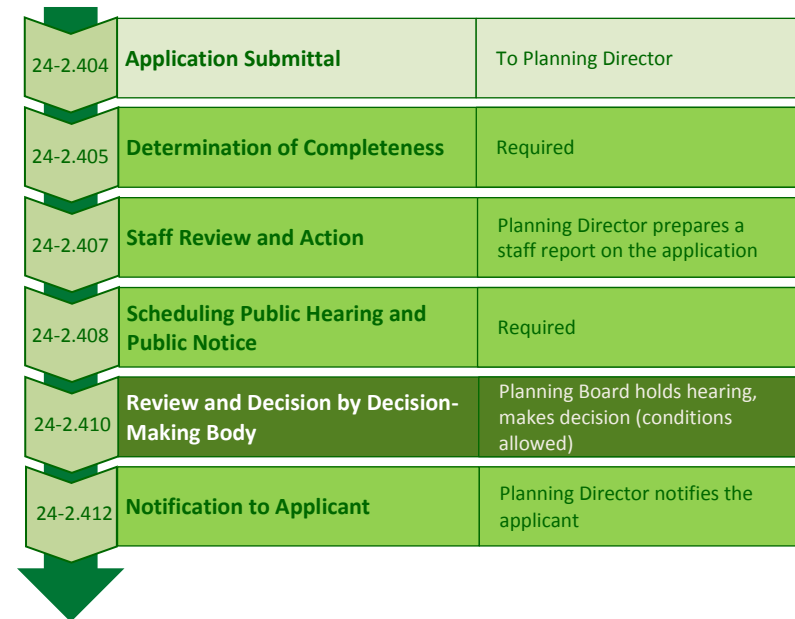 24-2.404
Application Submittal
To Planning Director
24-2.405
Determination of Completeness
Required
24-2.407
Staff Review and Action
Planning Director prepares a
staff report on the application
24-2.408
Scheduling Public Hearing and
Public Notice
Required
24-2.410
Review and Decision by Decision-
Making Body
Planning Board holds hearing,
makes decision (conditions
allowed)
24-2.412
Notification to Applicant
Planning Director notifies the
applicant